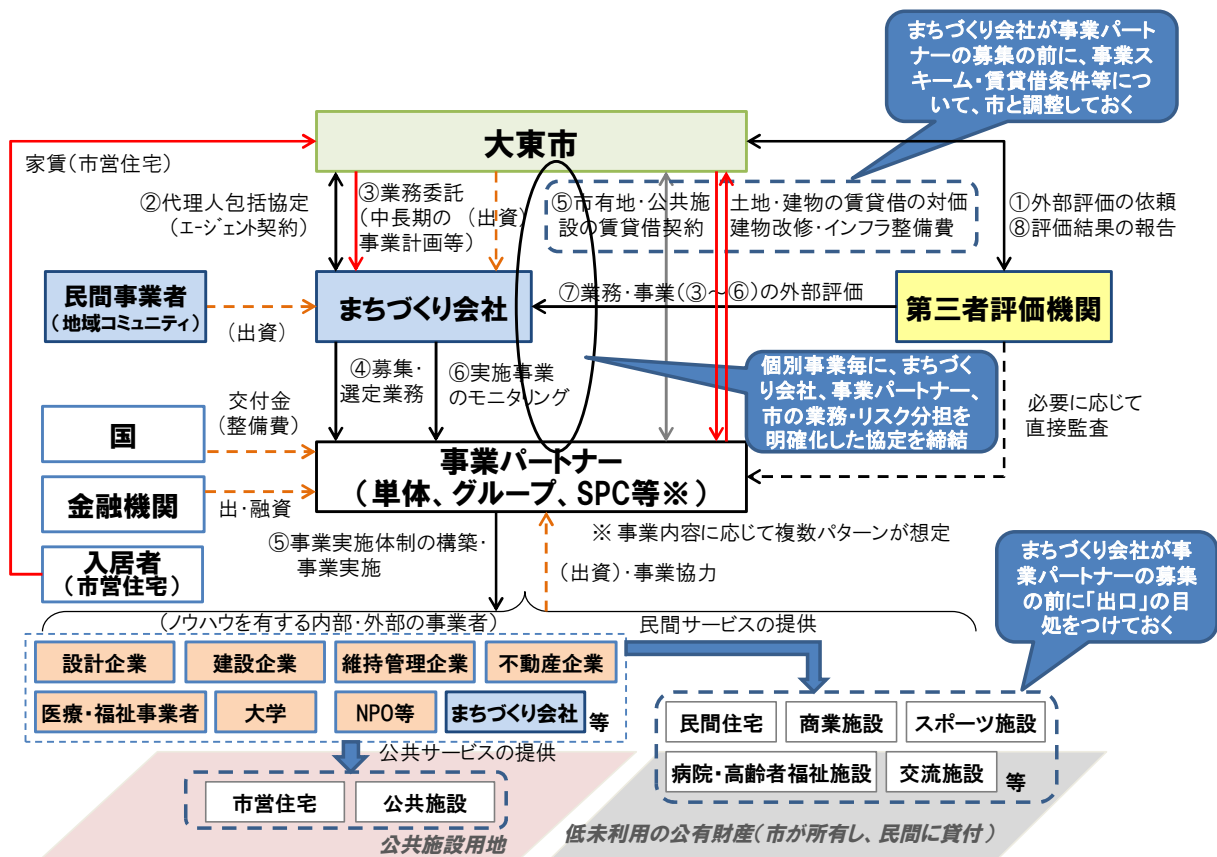 まちづくり会社が事業パート
ナーの募集の前に、事業ス
キーム・賃貸借条件等につ
いて、市と調整しておく
大東市
家賃(市営住宅)
②代理人包括協定
(エージェント契約)
③業務委託
(中長期の
事業計画等)
(出資)
⑤市有地・公共施
設の賃貸借契約
土地・建物の賃貸借の対価
建物改修・インフラ整備費
①外部評価の依頼
⑧評価結果の報告
民間事業者
(地域コミュニティ)
(出資)
まちづくり会社
⑦業務・事業(③～⑥)の外部評価
第三者評価機関
④募集・
選定業務
⑥実施事業
のモニタリング
個別事業毎に、まちづく
り会社、事業パートナー、
市の業務・リスク分担を
明確化した協定を締結
必要に応じて
直接監査
国
交付金
(整備費)
金融機関
出・融資
事業パートナー
(単体、グループ、SPC等※)
入居者
(市営住宅)
⑤事業実施体制の構築・
事業実施
※ 事業内容に応じて複数パターンが想定
(出資)・事業協力
まちづくり会社が事
業パートナーの募集
の前に「出口」の目
処をつけておく
(ノウハウを有する内部・外部の事業者)
民間サービスの提供
設計企業
建設企業
維持管理企業
不動産企業
医療・福祉事業者
大学
NPO等
まちづくり会社
等
公共サービスの提供
民間住宅
商業施設
スポーツ施設
病院・高齢者福祉施設
交流施設
等
市営住宅
公共施設
公共施設用地
低未利用の公有財産(市が所有し、民間に貸付)